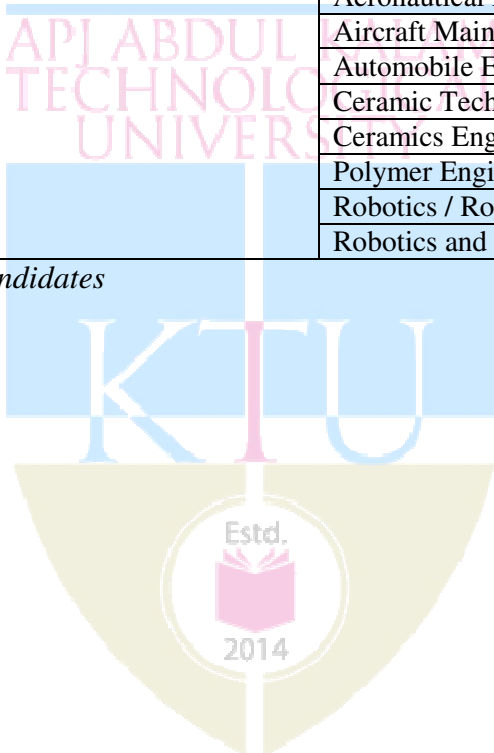 Aeronautical
Aircraft Main
Automobile E
Ceramic Tech
Ceramics Eng
Polymer Engi
Robotics / Ro
Robotics and
ndidates
APJ ABDUL KALAM
TECHNOLOGICAL
UNIVERSITY
KTU
Estd.
2014